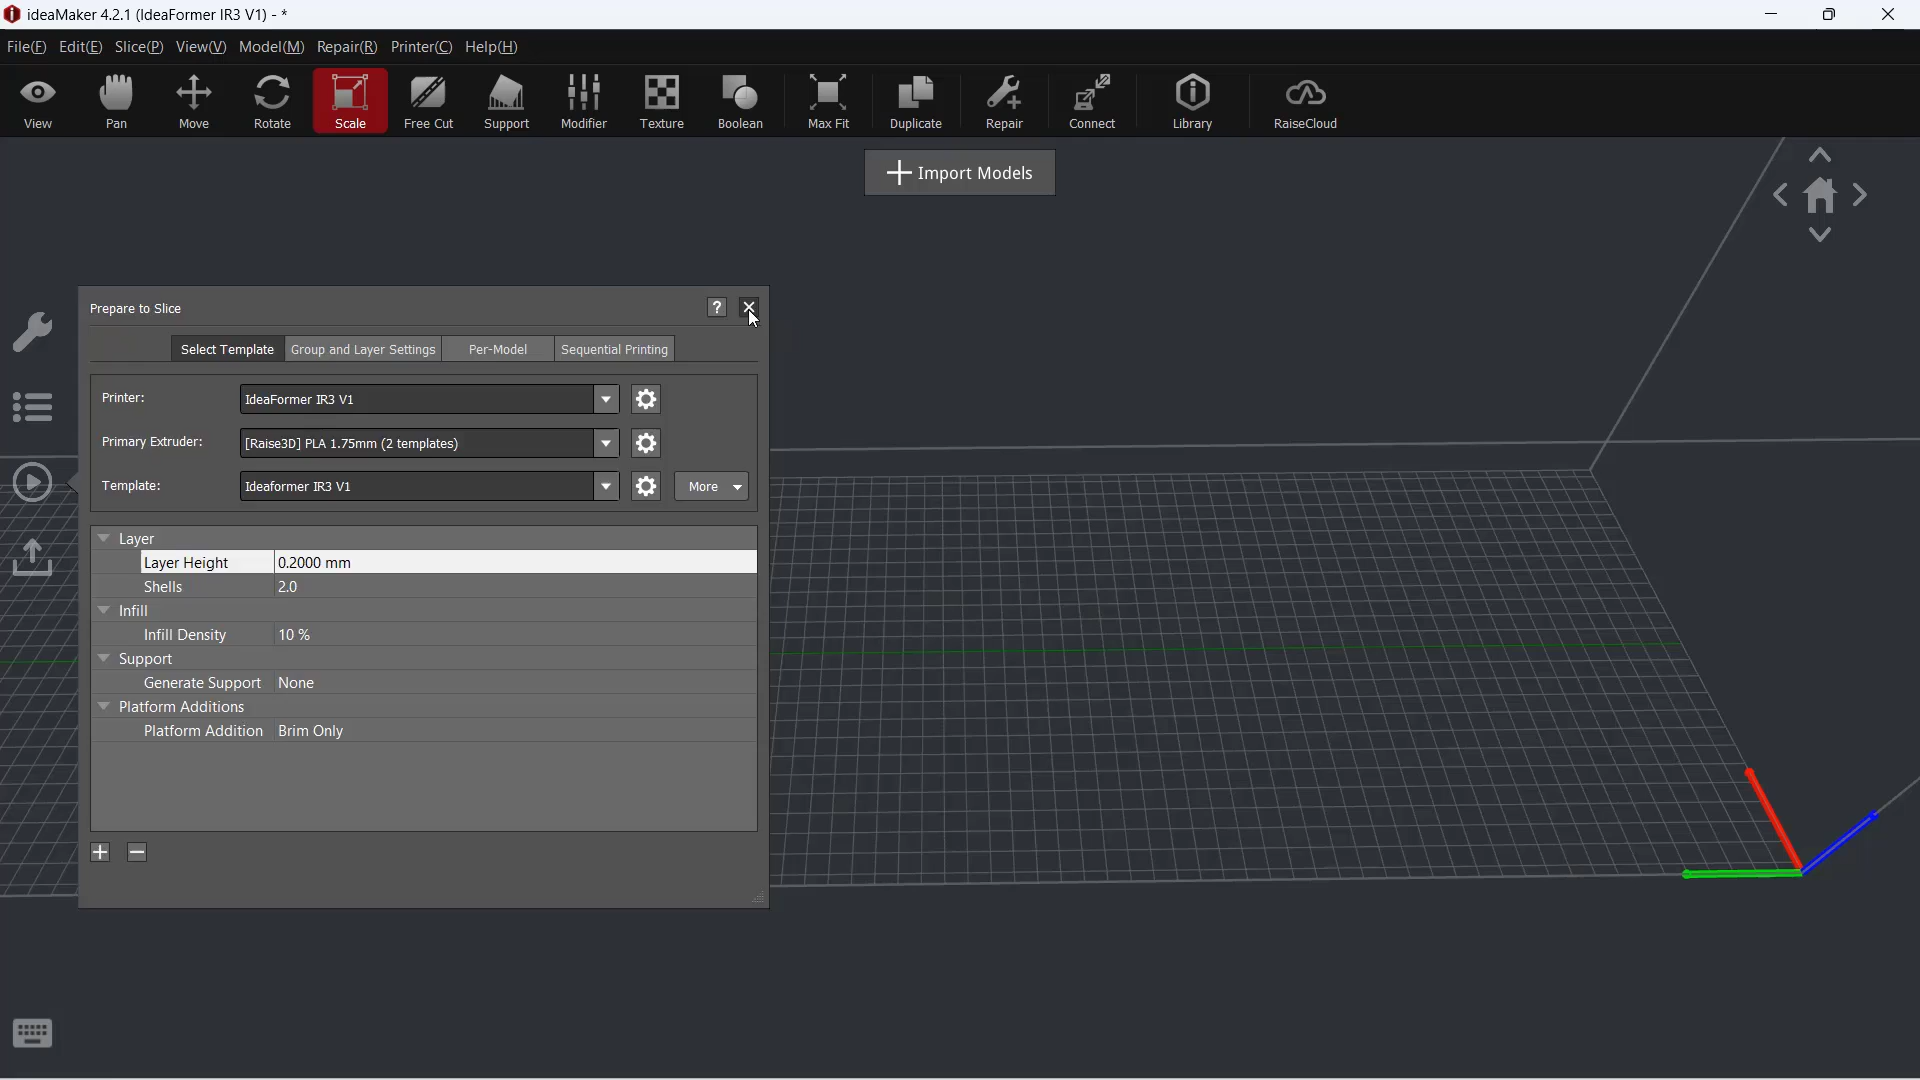 ideaMaker 4.2.1 (IdeaFormer IR3 V1) - *
File(F) Edit(E) Slice(P) View(V) Model(M) Repair(R) Printer(C) Help(H)
View Pan Move Rotate Scale Free Cut Support Modifier Texture Boolean Max Fit Duplicate Repair Connect Library RaiseCloud
Import Models
Prepare to Slice ?
Select Template Group and Layer Settings Per-Model Sequential Printing
Printer: IdeaFormer IR3 V1
Primary Extruder: [Raise3D] PLA 1.75mm (2 templates)
Template: Ideaformer IR3 V1 More
Layer
Layer Height 0.2000 mm
Shells 2.0
Infill
Infill Density 10 %
Support
Generate Support None
Platform Additions
Platform Addition Brim Only